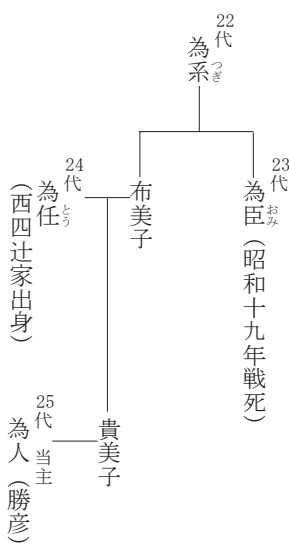 22代
為系
つぎ
23代
為臣(昭和十九年戦死)
おみ
布美子
24代
為任
とう
(西四辻家出身)
貴美子
25代 当主
為人(勝彦)